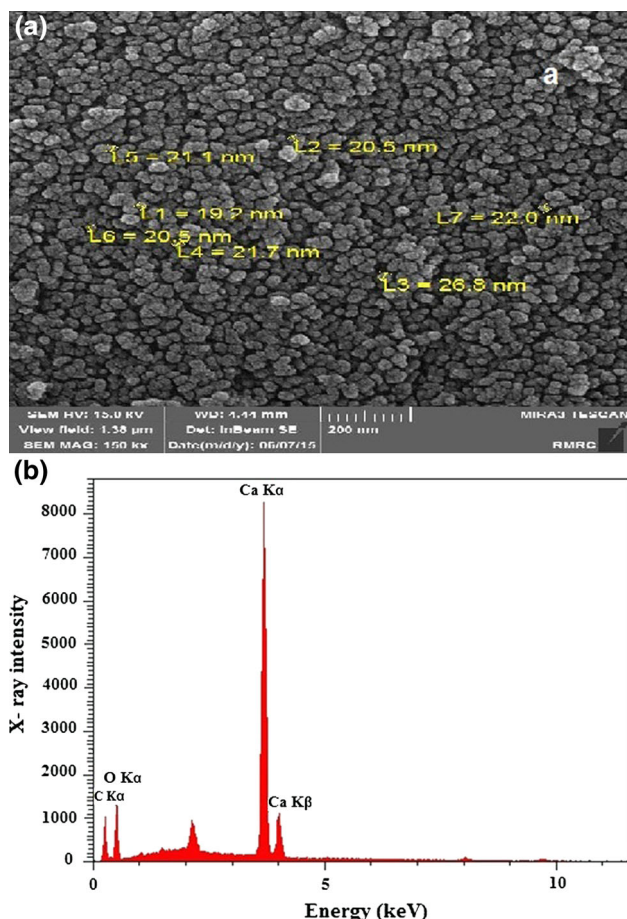 (a)
a
L2 = 20.5 nm
L5 = 21.1 nm
L1 = 19.2 nm
L7 = 22.0 nm
L6 = 20.5 nm
L4 = 21.7 nm
L3 = 26.8 nm
SEM HV: 15.0 kV WD: 4.44 mm MIRA3 TESCAN
View field: 1.38 µm Det: InBeam SE 200 nm
SEM MAG: 150 kx Date(m/d/y): 06/07/15 RMRC
(b)
Ca Kα
8000
7000
6000
5000
4000
3000
2000
O Kα
C Kα
Ca Kβ
1000
0
0 5 10
X- ray intensity
Energy (keV)